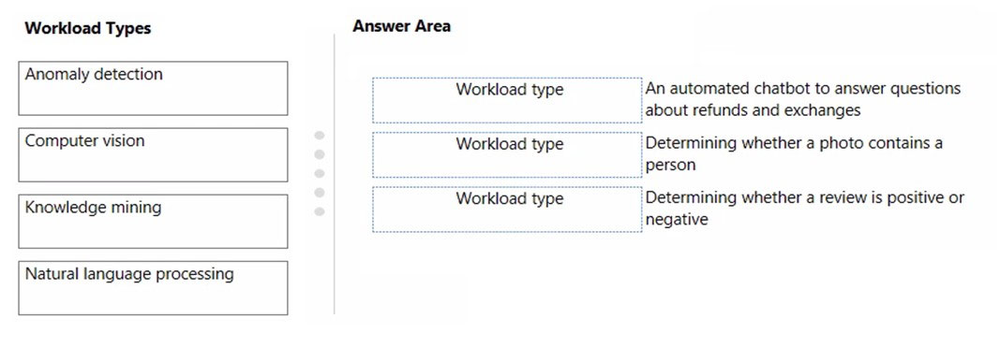 Workload Types
Anomaly detection
Computer vision
Knowledge mining
Natural language processing
Answer Area
Workload type
An automated chatbot to answer questions
about refunds and exchanges
Workload type
Determining whether a photo contains a
person
Workload type
Determining whether a review is positive or
negative